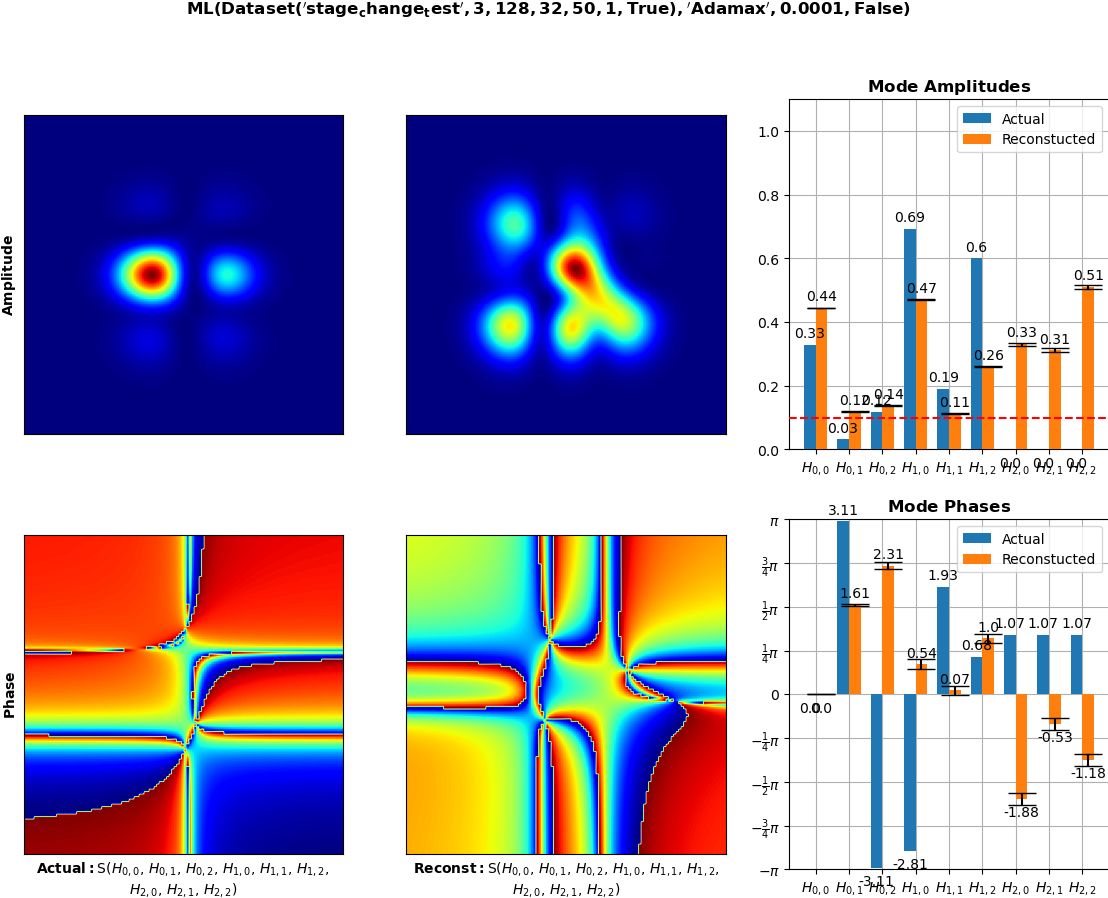 ML(Dataset('stage_change_test', 3, 128, 32, 50, 1, True), 'Adamax', 0.0001, False)
Mode Amplitudes
Amplitude
Actual
Reconstucted
1.0
0.8
0.6
0.4
0.2
0.0
0.33 0.03 0.12 0.69 0.19 0.6 0.0 0.0 0.0
0.44 0.12 0.14 0.47 0.11 0.26 0.33 0.31 0.51
H0,0 H0,1 H0,2 H1,0 H1,1 H1,2 H2,0 H2,1 H2,2
Mode Phases
Phase
Actual
Reconstucted
π
3/4π
1/2π
1/4π
0
−1/4π
−1/2π
−3/4π
−π
0.0 3.11 -3.11 -2.81 1.93 0.68 1.07 1.07 1.07
0.0 1.61 2.31 0.54 0.07 1.0 -1.88 -0.53 -1.18
H0,0 H0,1 H0,2 H1,0 H1,1 H1,2 H2,0 H2,1 H2,2
Actual: S(H0,0, H0,1, H0,2, H1,0, H1,1, H1,2,
H2,0, H2,1, H2,2)
Reconst: S(H0,0, H0,1, H0,2, H1,0, H1,1, H1,2,
H2,0, H2,1, H2,2)